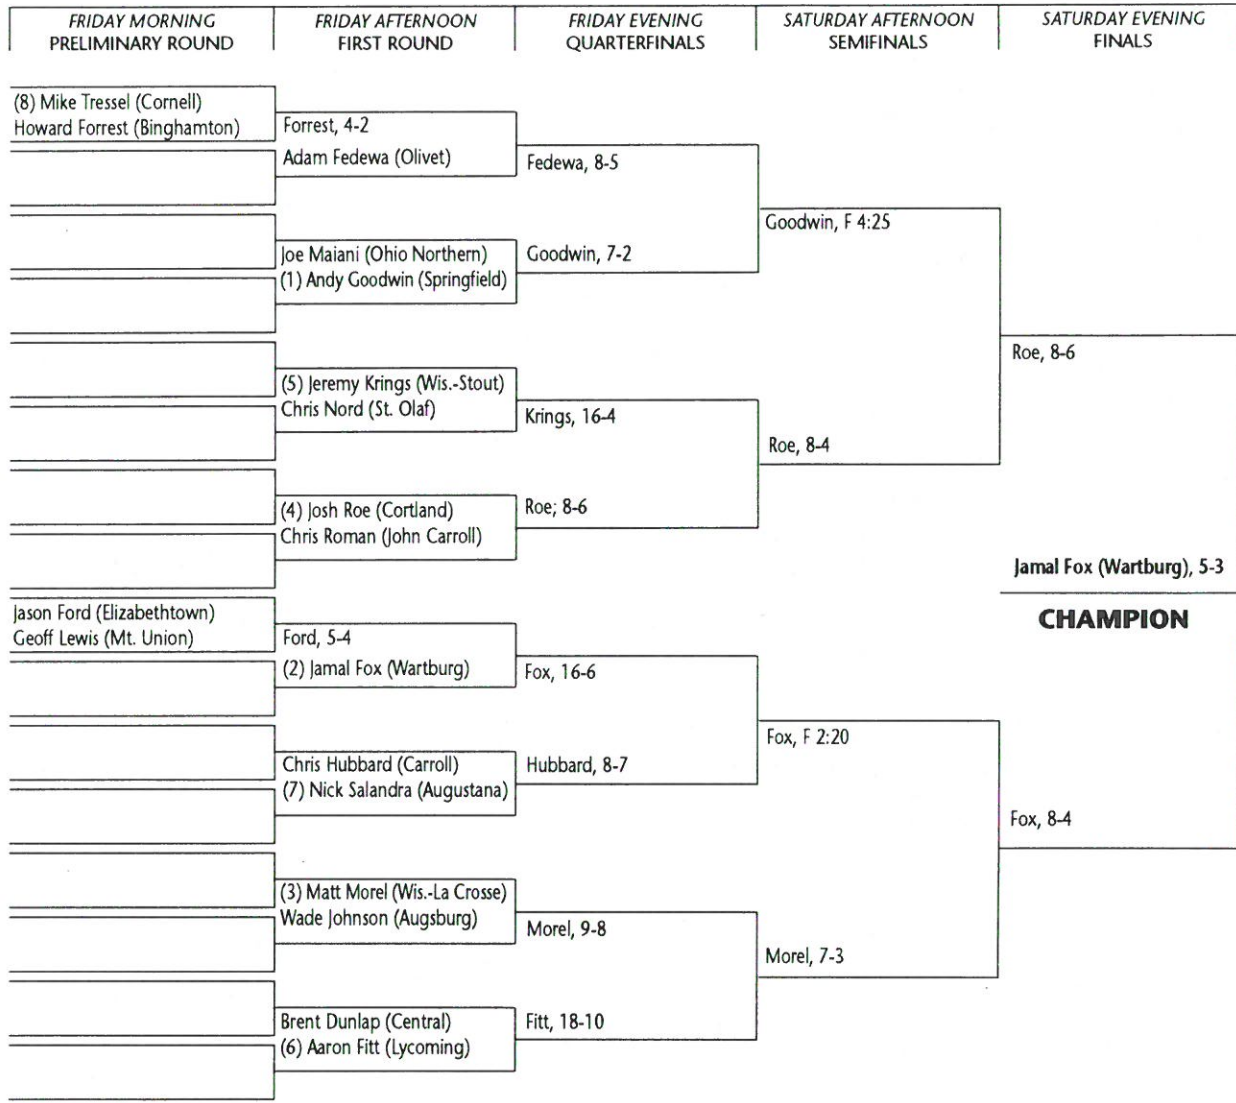 FRIDAY MORNING
PRELIMINARY ROUND
FRIDAY AFTERNOON
FIRST ROUND
FRIDAY EVENING
QUARTERFINALS
SATURDAY AFTERNOON
SEMIFINALS
SATURDAY EVENING
FINALS
(8) Mike Tressel (Cornell)
Howard Forrest (Binghamton)
Jason Ford (Elizabethtown)
Geoff Lewis (Mt. Union)
Forrest, 4-2
Adam Fedewa (Olivet)
Joe Maiani (Ohio Northern)
(1) Andy Goodwin (Springfield)
(5) Jeremy Krings (Wis.-Stout)
Chris Nord (St. Olaf)
(4) Josh Roe (Cortland)
Chris Roman (John Carroll)
Ford, 5-4
(2) Jamal Fox (Wartburg)
Chris Hubbard (Carroll)
(7) Nick Salandra (Augustana)
(3) Matt Morel (Wis.-La Crosse)
Wade Johnson (Augsburg)
Brent Dunlap (Central)
(6) Aaron Fitt (Lycoming)
Fedewa, 8-5
Goodwin, 7-2
Krings, 16-4
Roe; 8-6
Fox, 16-6
Hubbard, 8-7
Morel, 9-8
Fitt, 18-10
Goodwin, F 4:25
Roe, 8-4
Fox, F 2:20
Morel, 7-3
Roe, 8-6
Jamal Fox (Wartburg), 5-3
CHAMPION
Fox, 8-4